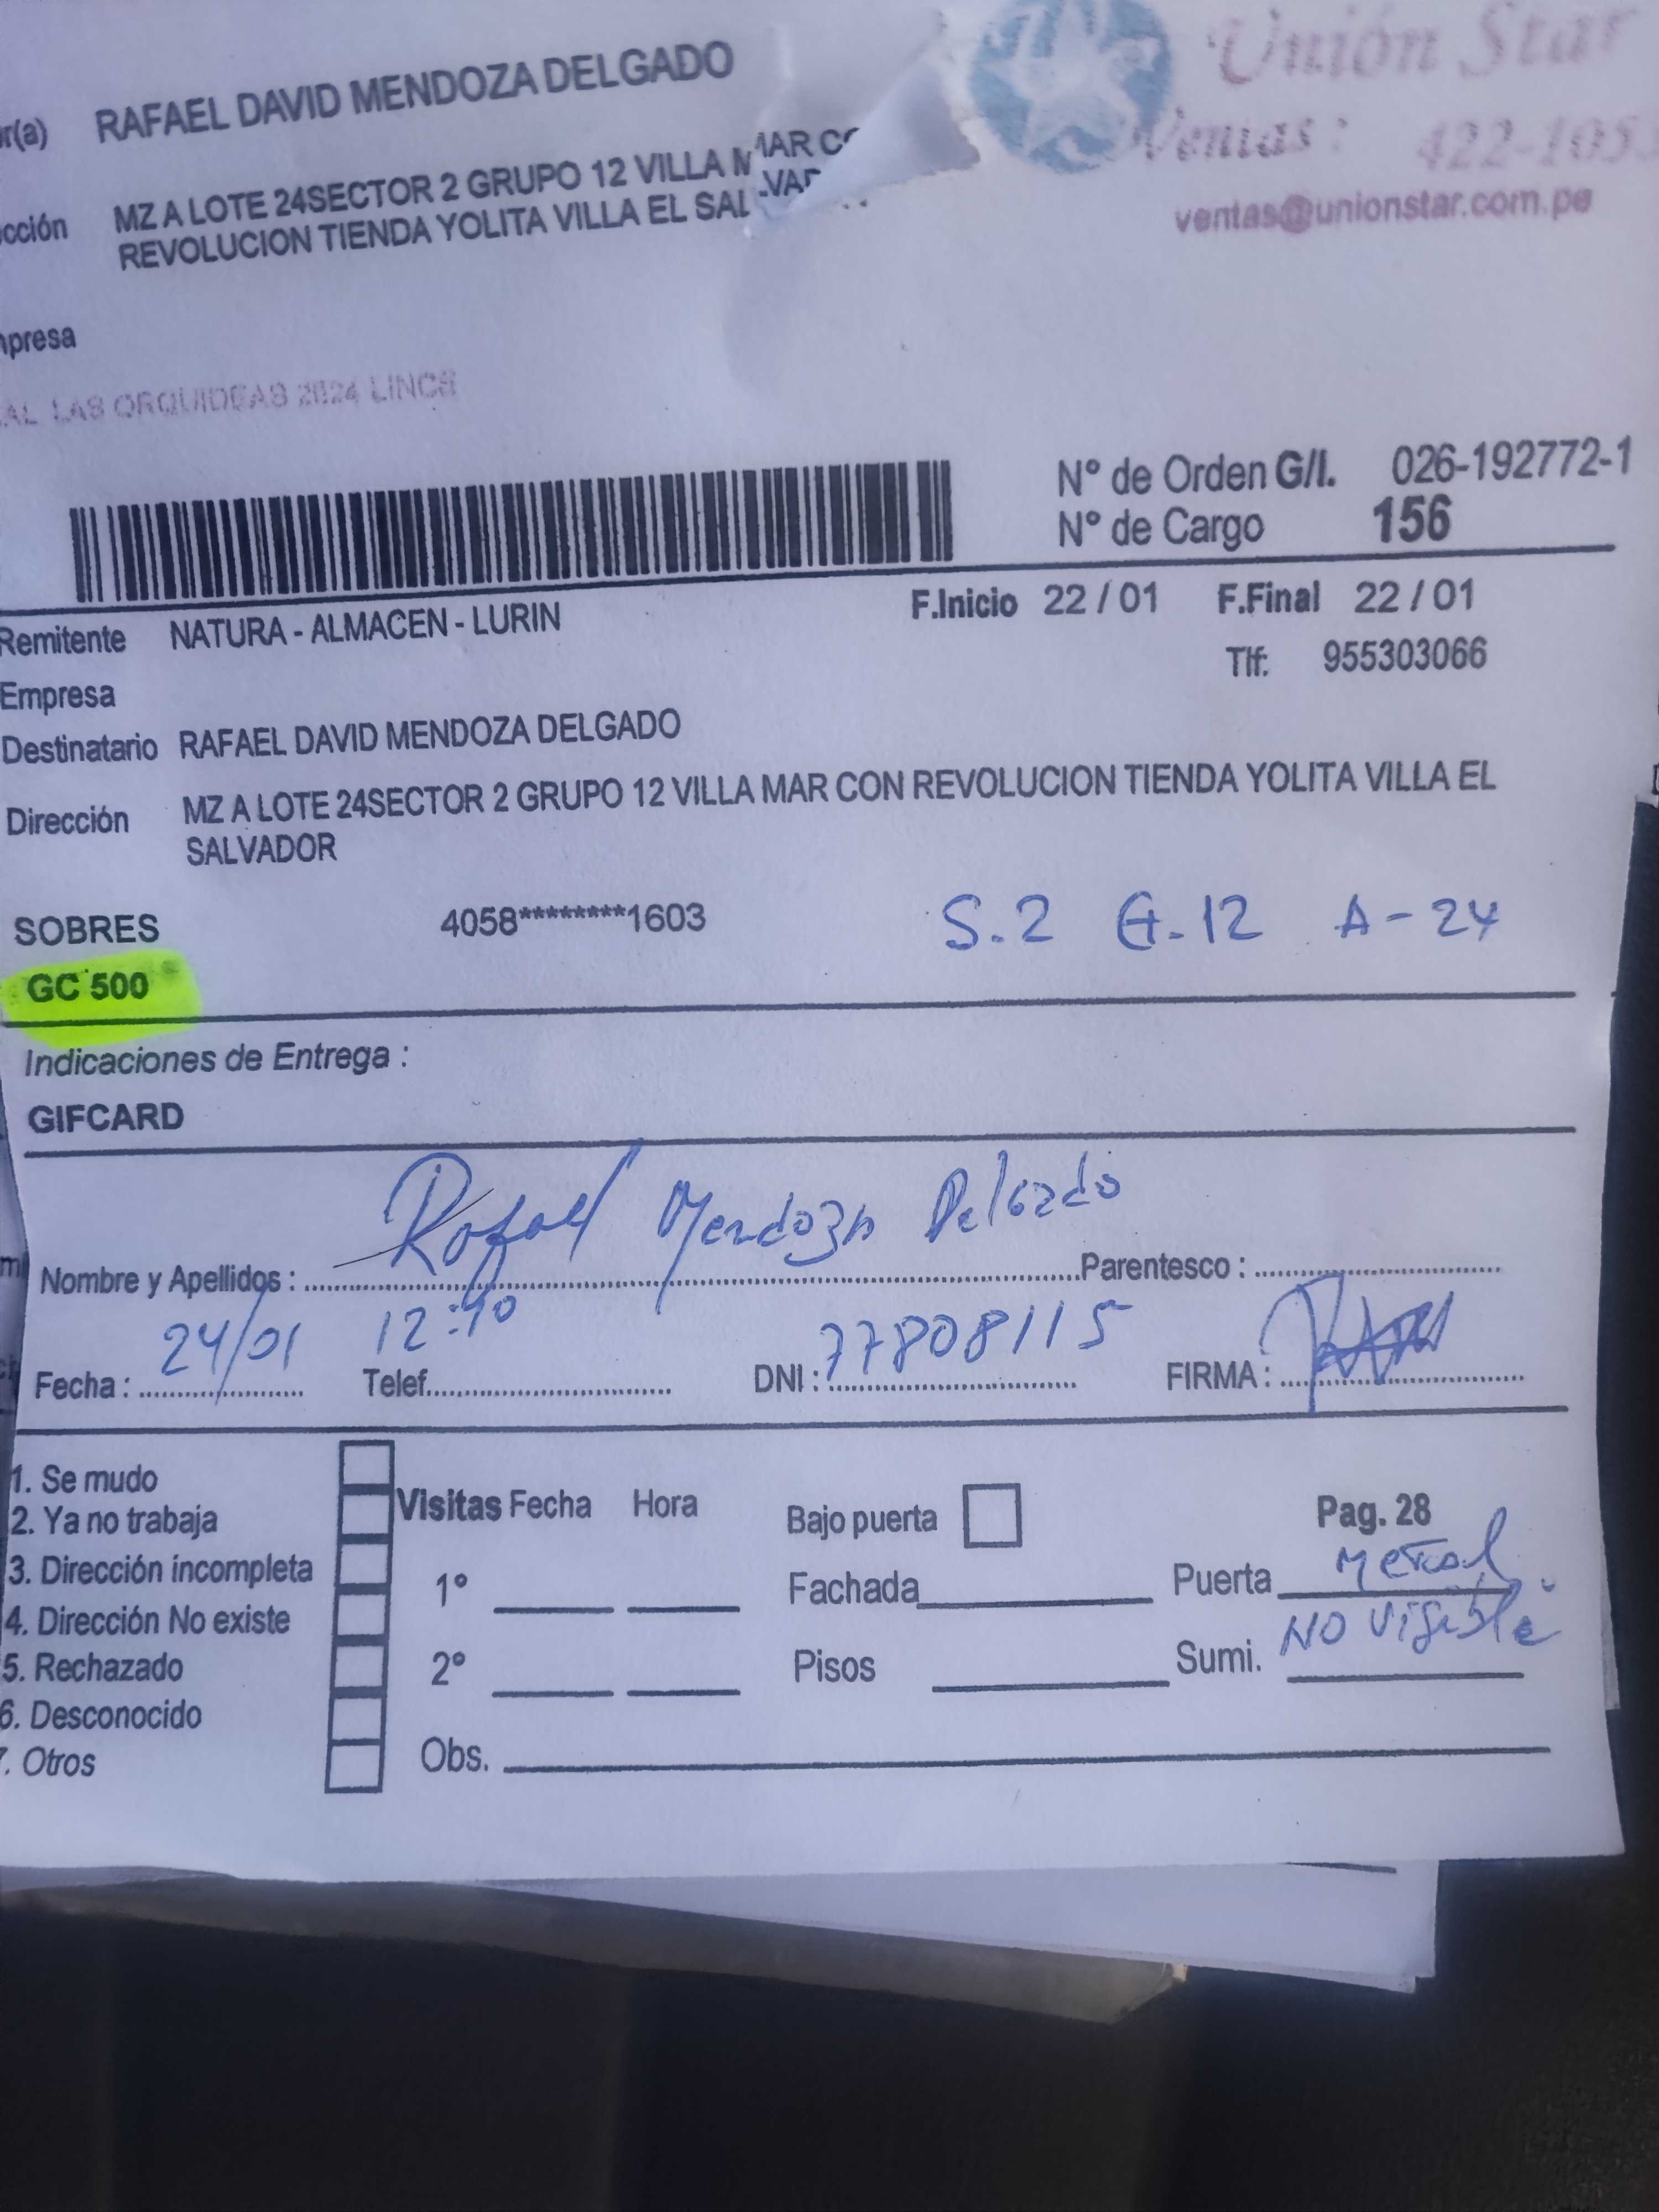 r(a) RAFAEL DAVID MENDOZA DELGADO
cción MZ A LOTE 24SECTOR 2 GRUPO 12 VILLA MAR CO
REVOLUCION TIENDA YOLITA VILLA EL SAL
Unión Star
Ventas : 422-105
ventas@unionstar.com.pe
presa
AL LAS ORQUIDEAS 2624 LINCE
N° de Orden G/I. 026-192772-1
N° de Cargo 156
Remitente NATURA - ALMACEN - LURIN F.Inicio 22 / 01 F.Final 22 / 01
Tlf: 955303066
Empresa
Destinatario RAFAEL DAVID MENDOZA DELGADO
Dirección MZ A LOTE 24SECTOR 2 GRUPO 12 VILLA MAR CON REVOLUCION TIENDA YOLITA VILLA EL
SALVADOR
SOBRES 4058********1603 S.2 G.12 A-24
GC 500
Indicaciones de Entrega :
GIFCARD
Nombre y Apellidos : Rafael Mendoza Delgado Parentesco :
Fecha : 24/01 12:10 Telef. DNI : 77808115 FIRMA :
1. Se mudo
2. Ya no trabaja
3. Dirección incompleta
4. Dirección No existe
5. Rechazado
6. Desconocido
7. Otros
Visitas Fecha Hora
1°
2°
Obs.
Bajo puerta
Fachada
Pisos
Pag. 28
Puerta Metal
Sumi. NO Visible